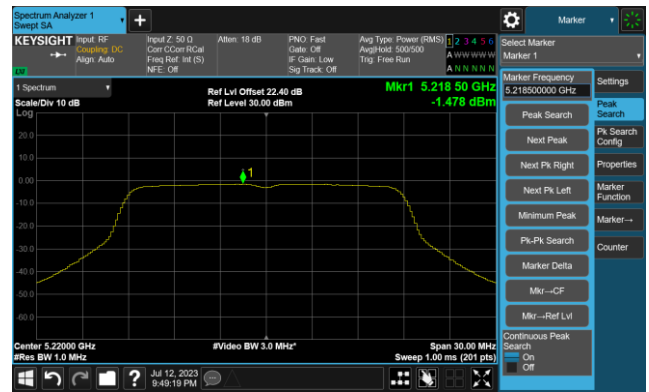 Spectrum Analyzer 1
Swept SA
Marker
KEYSIGHT Input: RF Input Z: 50 Ω Atten: 18 dB PNO: Fast Avg Type: Power (RMS) 1 2 3 4 5 6
Coupling: DC Corr CCorr RCal Gate: Off Avg|Hold: 500/500 A W W W W W
Align: Auto Freq Ref: Int (S) IF Gain: Low Trig: Free Run
NFE: Off Sig Track: Off A N N N N N
Select Marker
Marker 1
1 Spectrum
Scale/Div 10 dB
Ref Lvl Offset 22.40 dB
Ref Level 30.00 dBm
Mkr1 5.218 50 GHz
-1.478 dBm
Log
20.0
10.0
0.00
-10.0
-20.0
-30.0
-40.0
-50.0
-60.0
1
Center 5.22000 GHz
#Res BW 1.0 MHz
#Video BW 3.0 MHz*
Span 30.00 MHz
Sweep 1.00 ms (201 pts)
Marker Frequency
5.218500000 GHz
Peak Search
Next Peak
Next Pk Right
Next Pk Left
Minimum Peak
Pk-Pk Search
Marker Delta
Mkr→CF
Mkr→Ref Lvl
Continuous Peak
Search
On
Off
Settings
Peak
Search
Pk Search
Config
Properties
Marker
Function
Marker→
Counter
Jul 12, 2023
9:49:19 PM